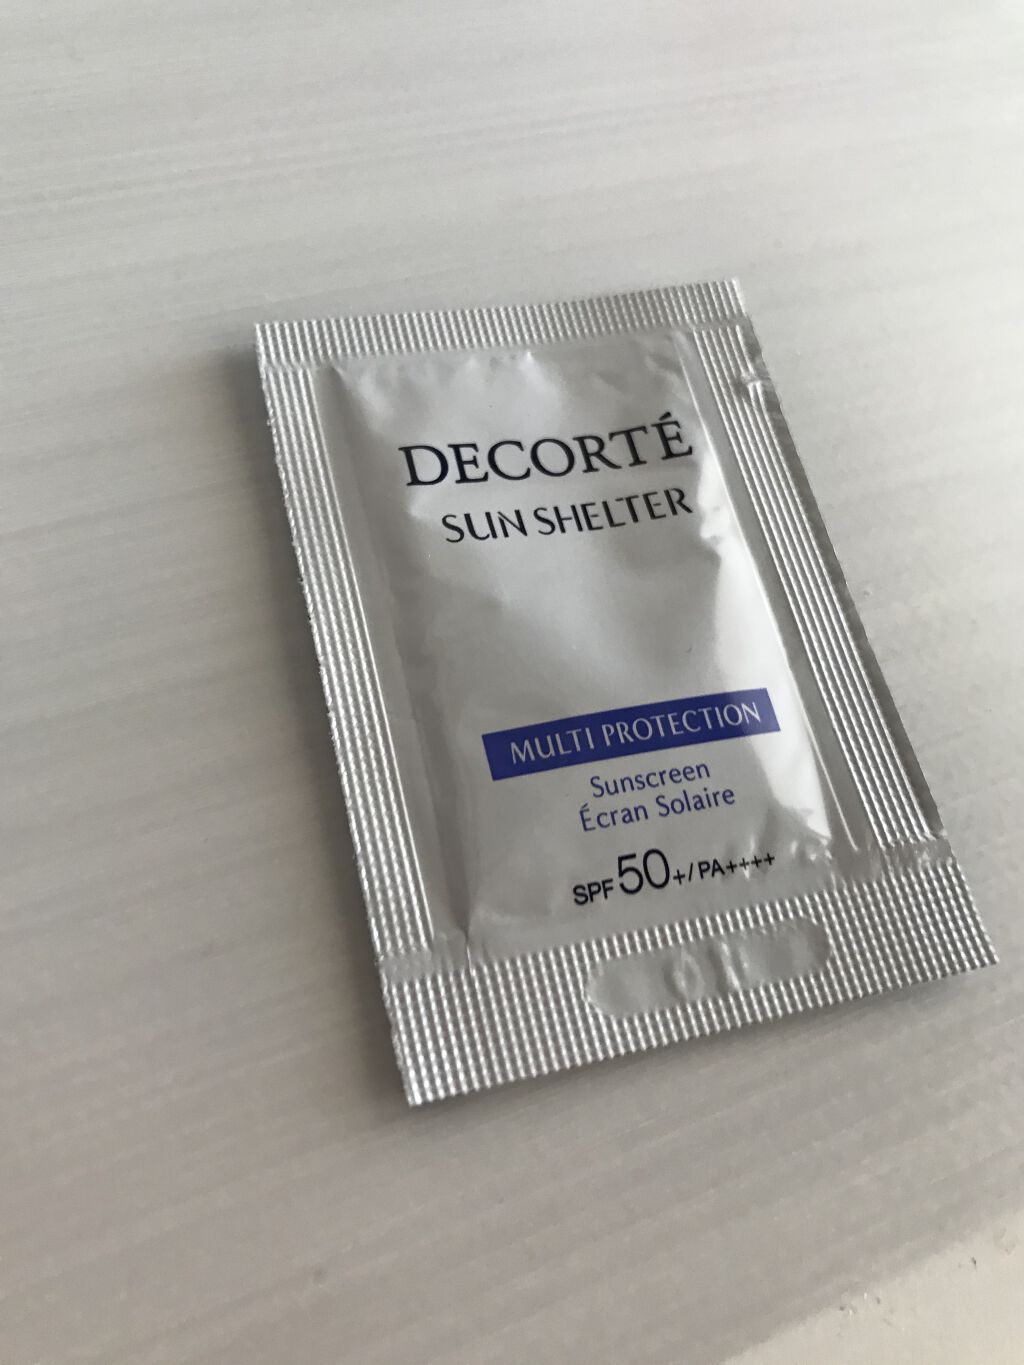 DECORTÉ
SUN SHELTER
MULTI PROTECTION
Sunscreen
Écran Solaire
SPF50+/PA++++